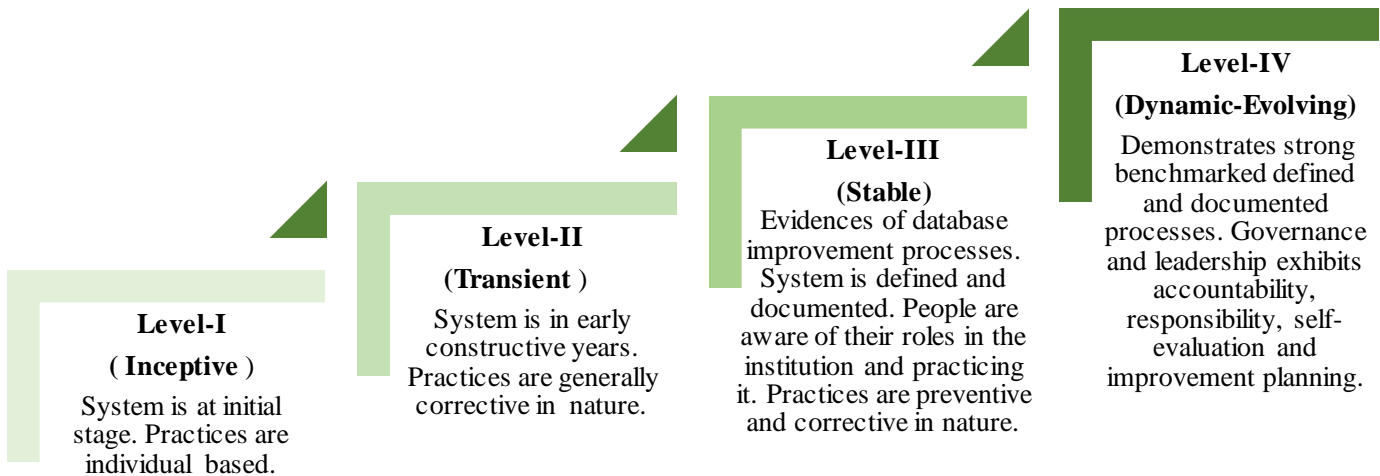 Level-I
( Inceptive )
System is at initial
stage. Practices are
individual based.
Level-II
(Transient )
System is in early
constructive years.
Practices are generally
corrective in nature.
Level-III
(Stable)
Evidences of database
improvement processes.
System is defined and
documented. People are
aware of their roles in the
institution and practicing
it. Practices are preventive
and corrective in nature.
Level-IV
(Dynamic-Evolving)
Demonstrates strong
benchmarked defined
and documented
processes. Governance
and leadership exhibits
accountability,
responsibility, self-
evaluation and
improvement planning.